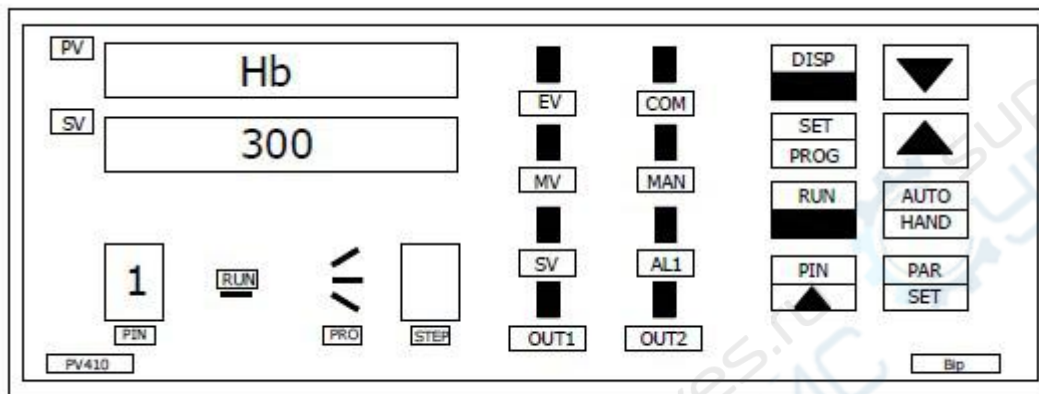 PV
Hb
SV
300
EV
COM
MV
MAN
SV
AL1
OUT1
OUT2
DISP
SET
PROG
RUN
AUTO
HAND
PIN
PAR
SET
1
PIN
RUN
PRO
STEP
PV410
Bip